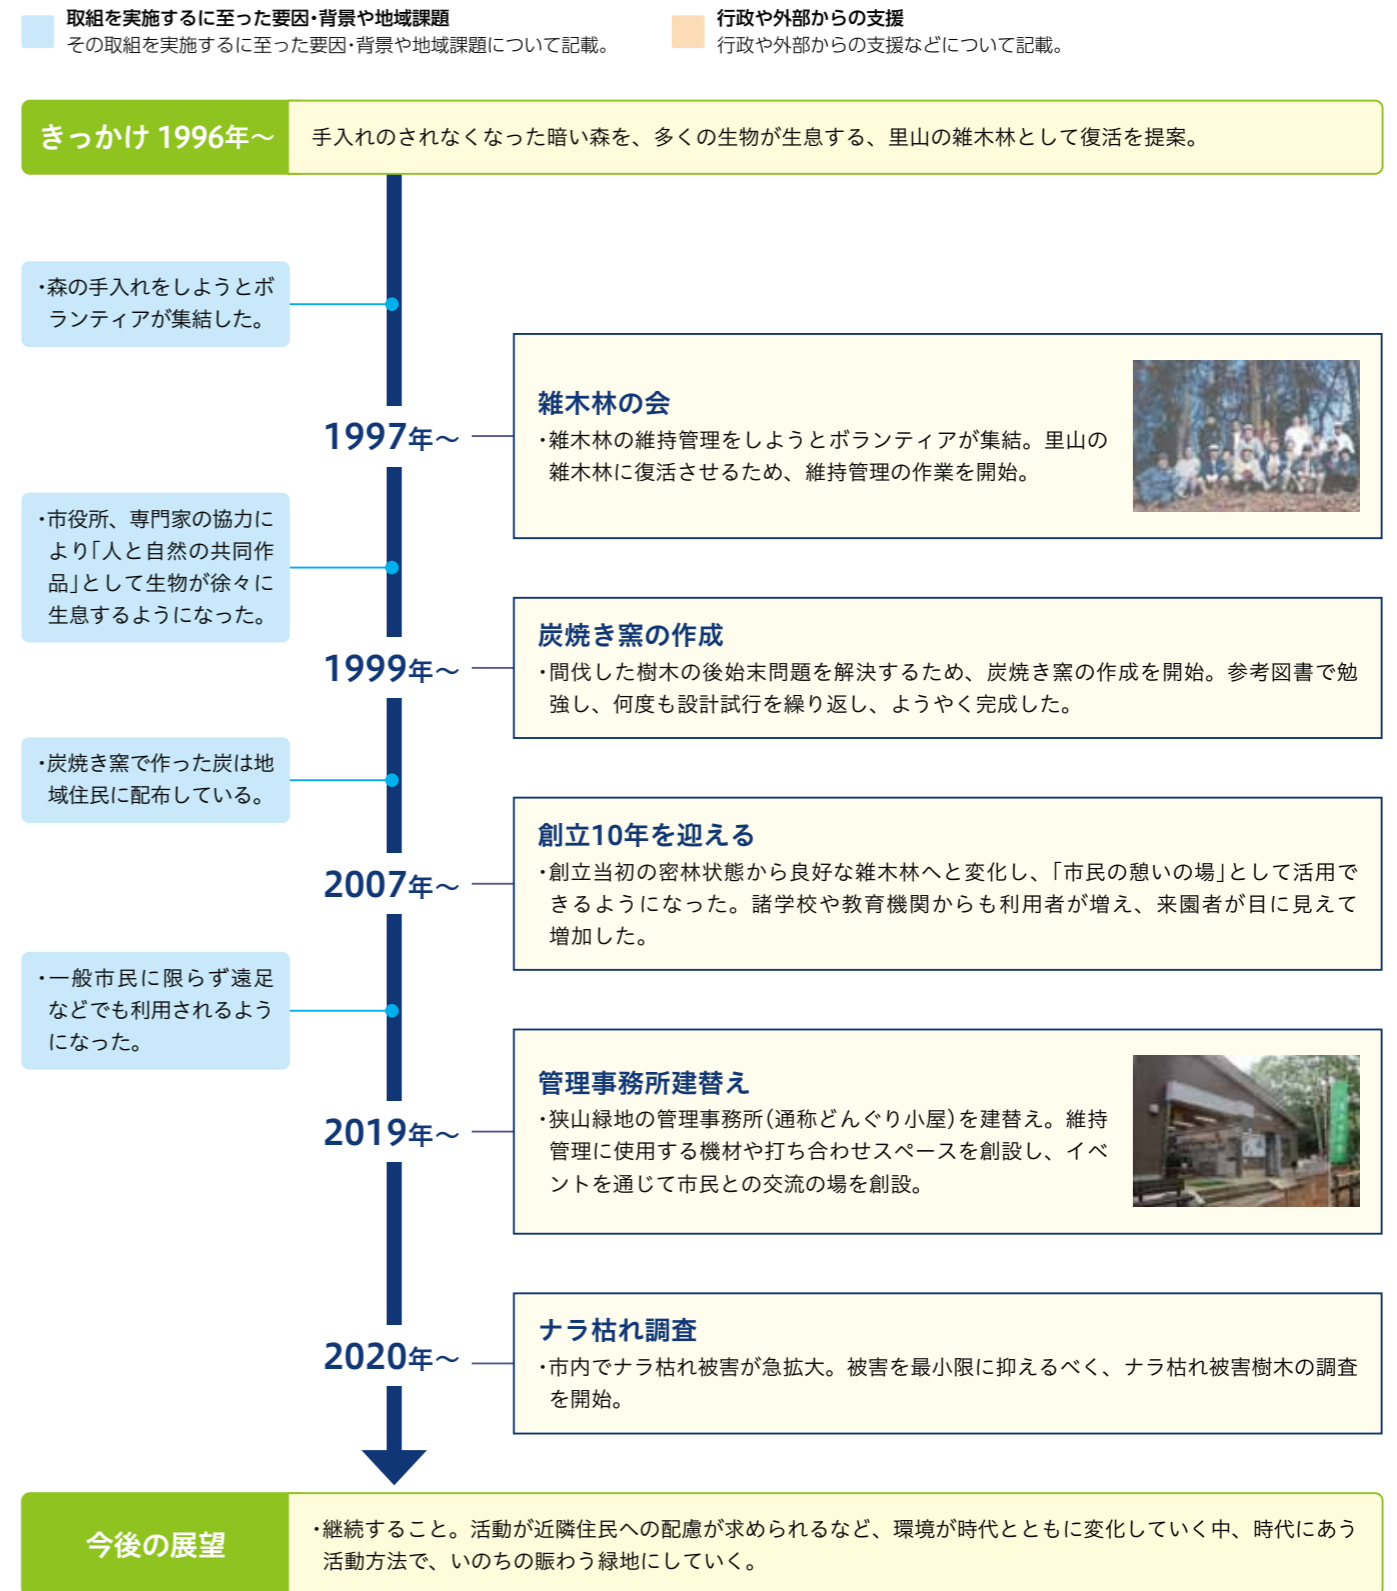 取組を実施するに至った要因・背景や地域課題
その取組を実施するに至った要因・背景や地域課題について記載。
行政や外部からの支援
行政や外部からの支援などについて記載。
きっかけ 1996年～
手入れのされなくなった暗い森を、多くの生物が生息する、里山の雑木林として復活を提案。
・森の手入れをしようとボ
ランティアが集結した。
1997年～
雑木林の会
・雑木林の維持管理をしようとボランティアが集結。里山の
雑木林に復活させるため、維持管理の作業を開始。
・市役所、専門家の協力に
より「人と自然の共同作
品」として生物が徐々に
生息するようになった。
1999年～
炭焼き窯の作成
・間伐した樹木の後始末問題を解決するため、炭焼き窯の作成を開始。参考図書で勉
強し、何度も設計試行を繰り返し、ようやく完成した。
・炭焼き窯で作った炭は地
域住民に配布している。
2007年～
創立10年を迎える
・創立当初の密林状態から良好な雑木林へと変化し、「市民の憩いの場」として活用で
きるようになった。諸学校や教育機関からも利用者が増え、来園者が目に見えて
増加した。
・一般市民に限らず遠足
などでも利用されるよう
になった。
2019年～
管理事務所建替え
・狭山緑地の管理事務所（通称どんぐり小屋）を建替え。維持
管理に使用する機材や打ち合わせスペースを創設し、イベ
ントを通じて市民との交流の場を創設。
2020年～
ナラ枯れ調査
・市内でナラ枯れ被害が急拡大。被害を最小限に抑えるべく、ナラ枯れ被害樹木の調査
を開始。
今後の展望
・継続すること。活動が近隣住民への配慮が求められるなど、環境が時代とともに変化していく中、時代にあう
活動方法で、いのちの賑わう緑地にしていく。